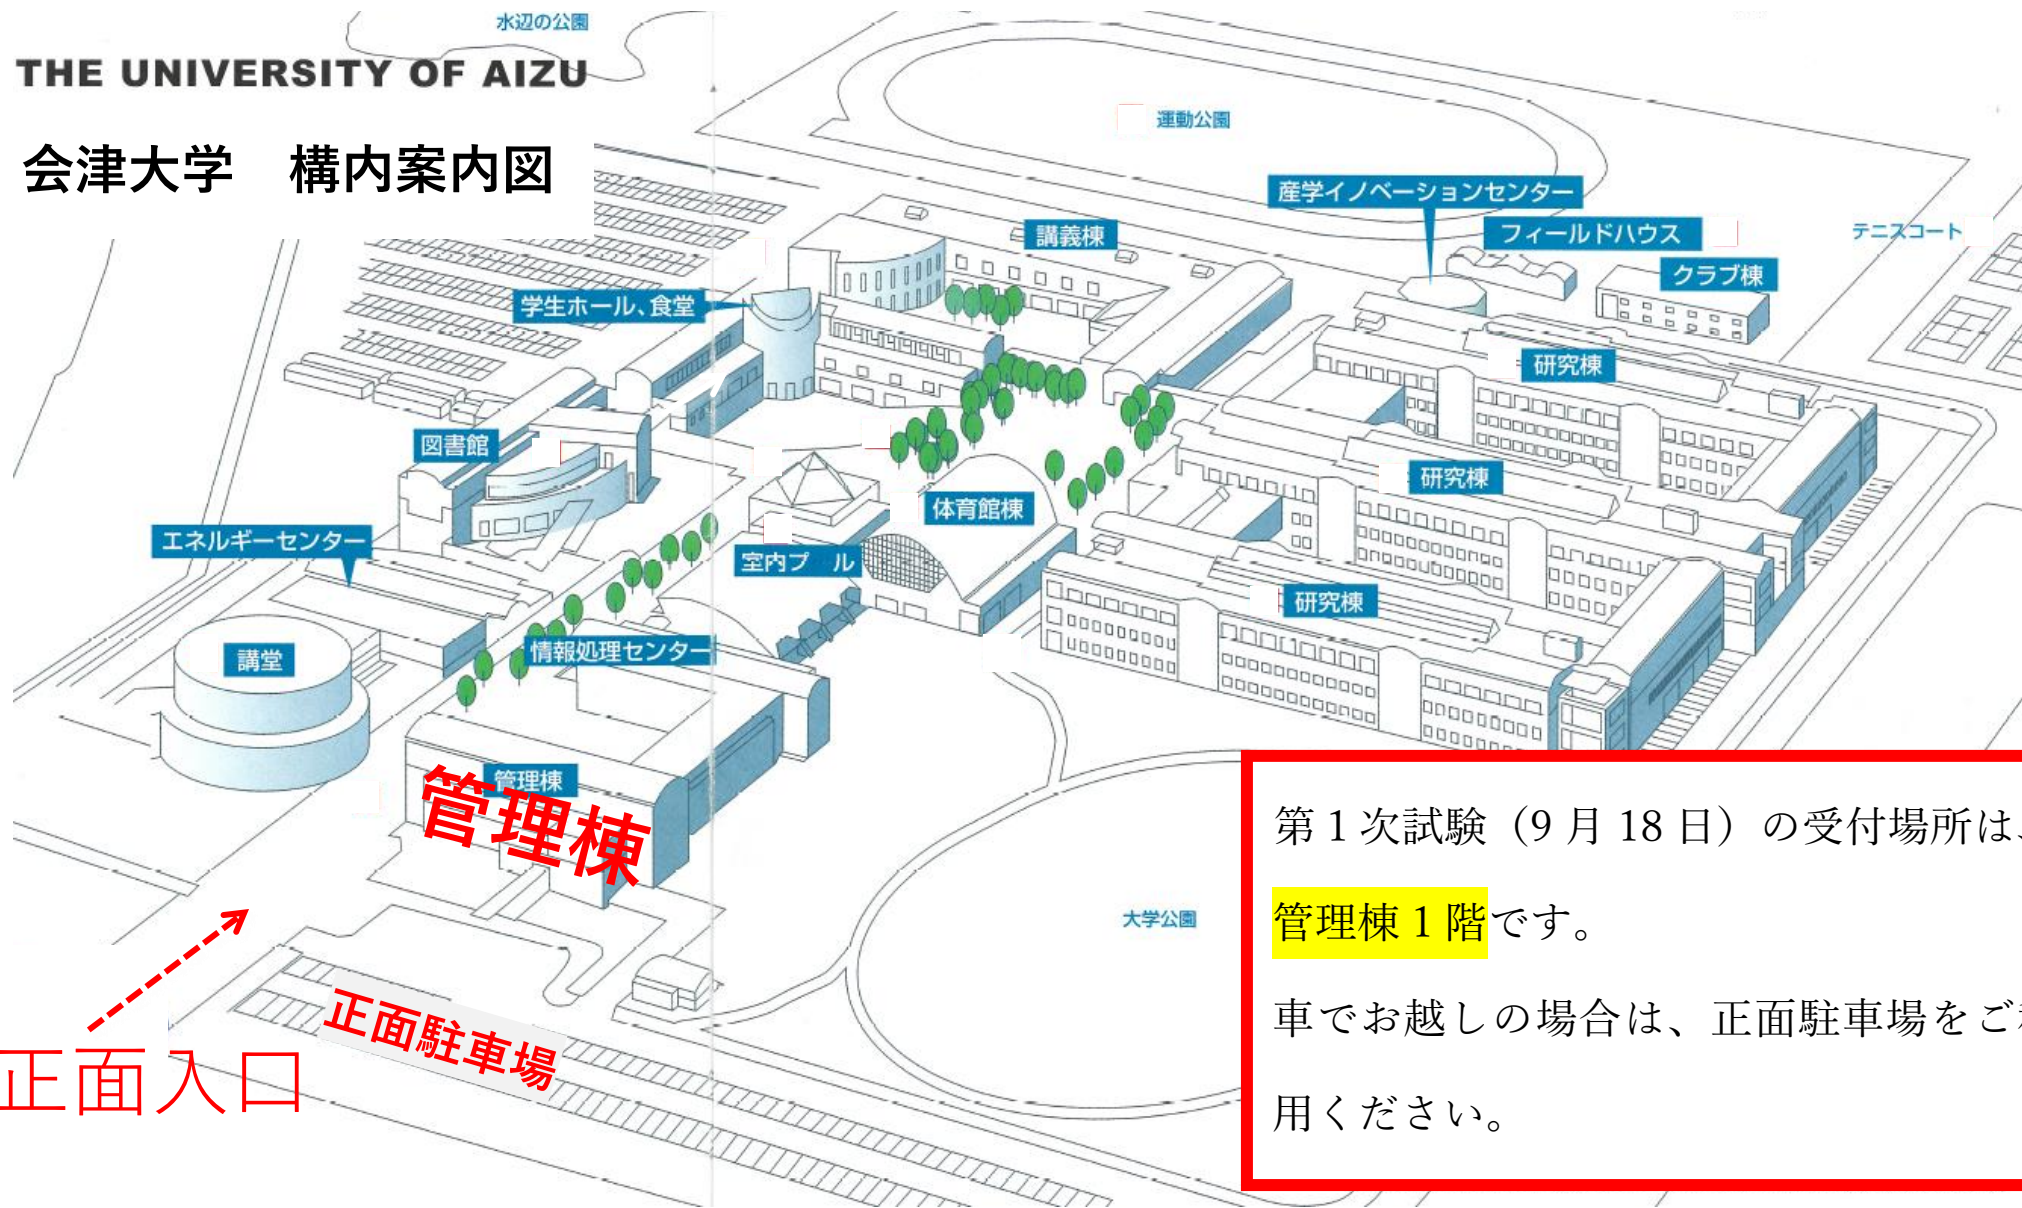 水辺の公園
THE UNIVERSITY OF AIZU
会津大学　構内案内図
運動公園
産学イノベーションセンター
フィールドハウス
テニスコート
講義棟
クラブ棟
学生ホール、食堂
研究棟
図書館
研究棟
体育館棟
エネルギーセンター
室内プール
研究棟
講堂
情報処理センター
管理棟
管理棟
第1次試験（9月18日）の受付場所は、
管理棟1階です。
車でお越しの場合は、正面駐車場をご利
用ください。
大学公園
正面駐車場
正面入口